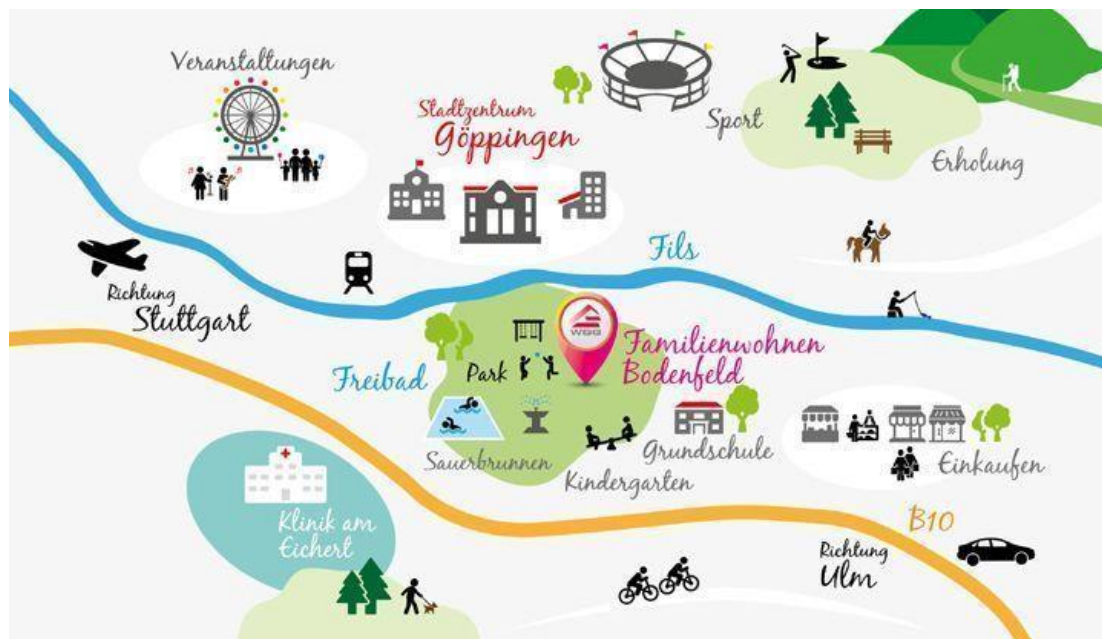 Veranstaltungen
Stadtzentrum
Göppingen
Sport
Erholung
Fils
Richtung
Stuttgart
WGG
Familienwohnen
Bodenfeld
Freibad
Park
Sauerbrunnen
Kindergarten
Grundschule
Einkaufen
Klinik am
Eichert
B10
Richtung
Ulm